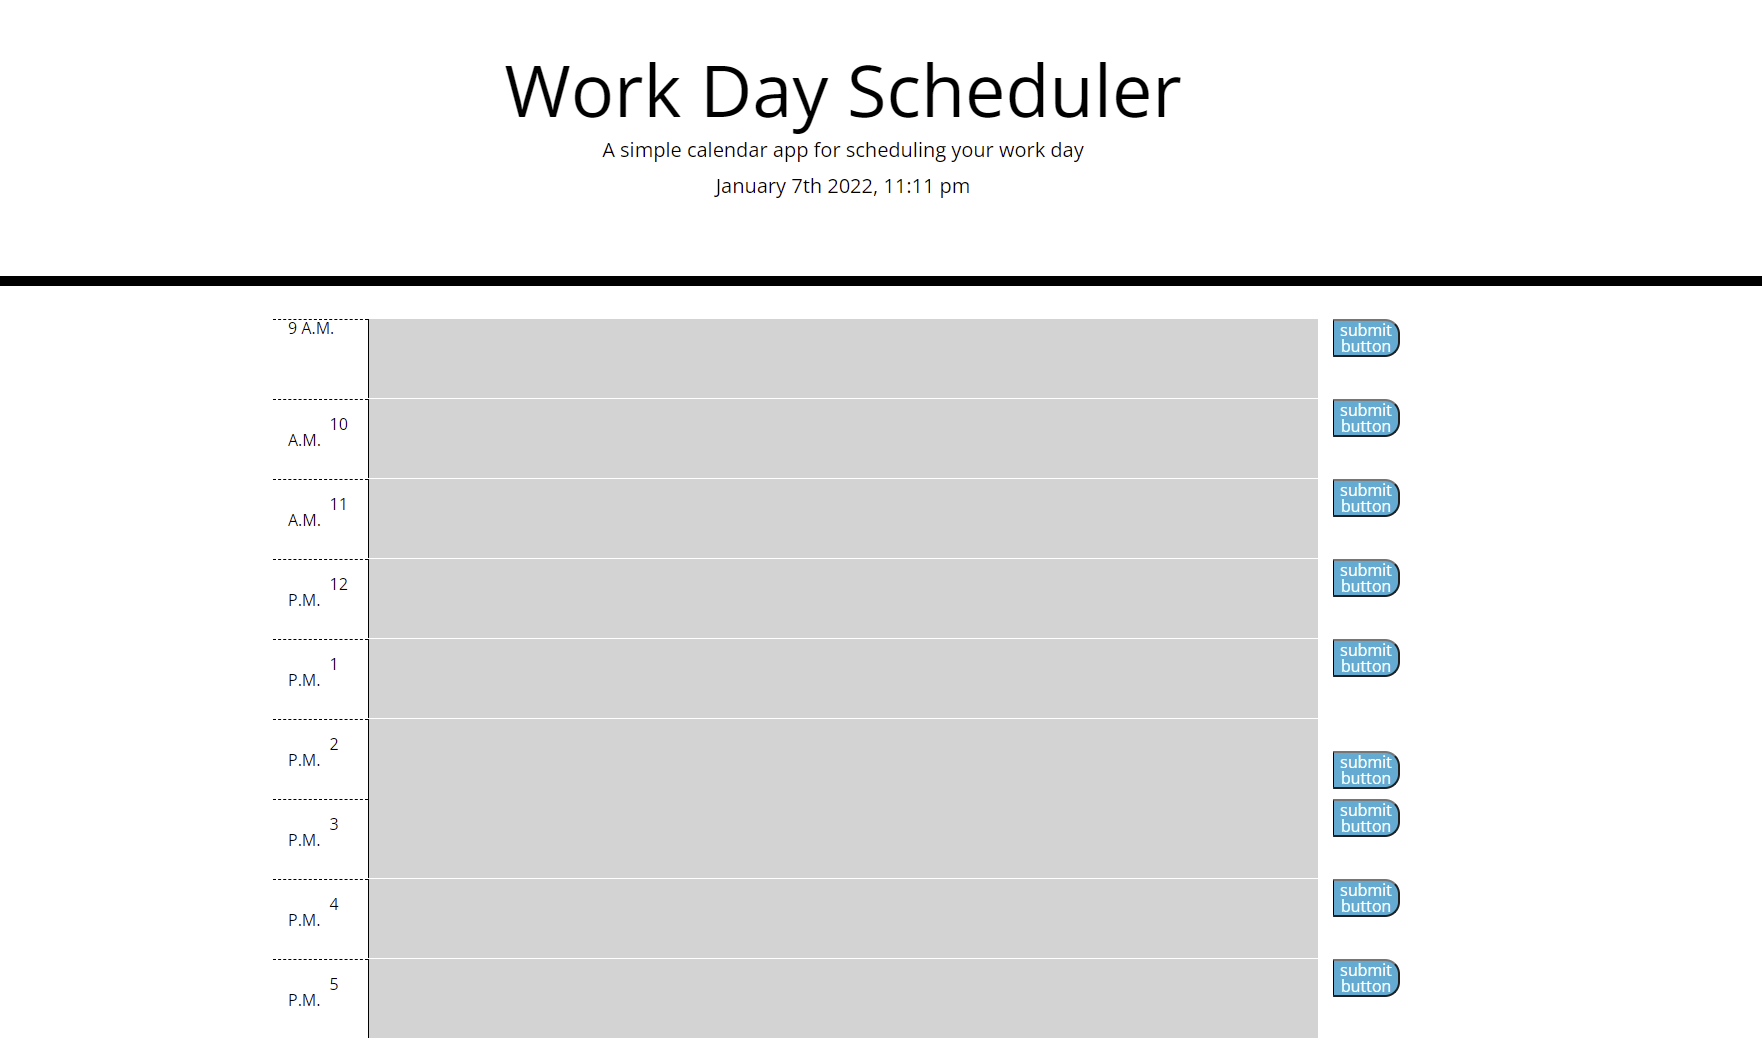 Work Day Scheduler
A simple calendar app for scheduling your work day
January 7th 2022, 11:11 pm
9 A.M.
submit
button
10
A.M.
submit
button
11
A.M.
submit
button
12
P.M.
submit
button
1
P.M.
submit
button
2
P.M.
submit
button
3
P.M.
submit
button
4
P.M.
submit
button
5
P.M.
submit
button